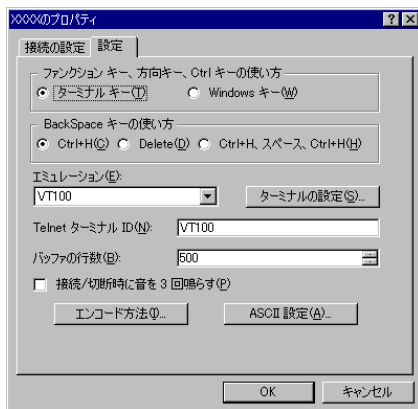 XXXXのプロパティ
接続の設定 設定
ファンクション キー、方向キー、Ctrl キーの使い方
ターミナル キー(T) Windows キー(W)
BackSpace キーの使い方
Ctrl+H(C) Delete(D) Ctrl+H、スペース、Ctrl+H(H)
エミュレーション(E):
VT100 ターミナルの設定(S)...
Telnet ターミナル ID(N): VT100
バッファの行数(B): 500
接続/切断時に音を 3 回鳴らす(P)
エンコード方法(I)... ASCII 設定(A)...
OK キャンセル